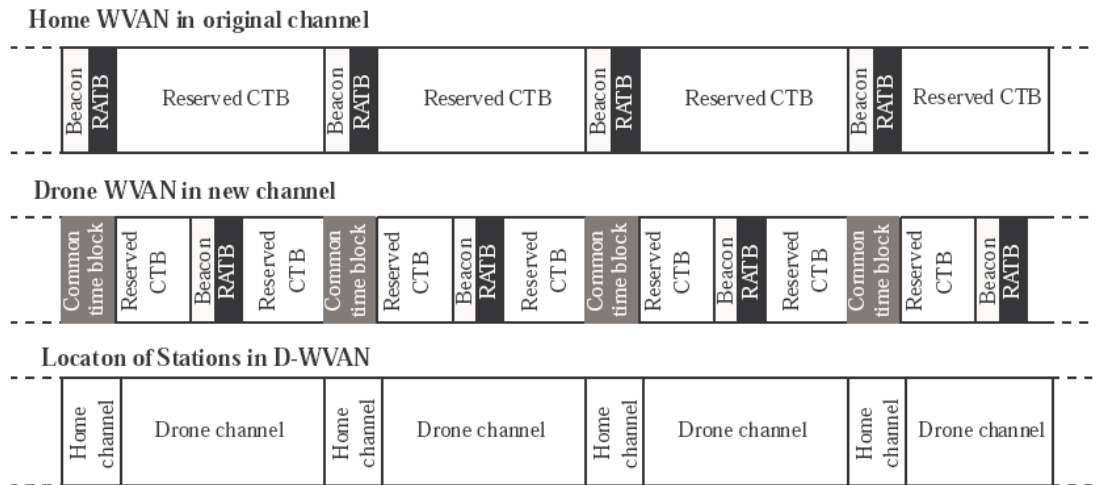 Home WVAN in original channel
Beacon
RATB
Reserved CTB
Beacon
RATB
Reserved CTB
Beacon
RATB
Reserved CTB
Beacon
RATB
Reserved CTB
Drone WVAN in new channel
Common
time block
Reserved
CTB
Beacon
RATB
Reserved
CTB
Common
time block
Reserved
CTB
Beacon
RATB
Reserved
CTB
Common
time block
Reserved
CTB
Beacon
RATB
Reserved
CTB
Common
time block
Reserved
CTB
Beacon
RATB
Locaton of Stations in D-WVAN
Home
channel
Drone channel
Home
channel
Drone channel
Home
channel
Drone channel
Home
channel
Drone channel